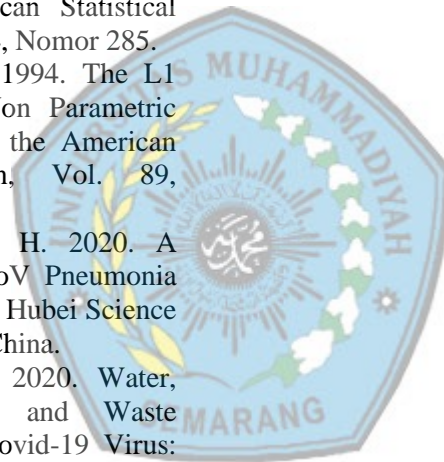 can Statistical
, Nomor 285.
1994. The L1
on Parametric
the American
Vol. 89,
H. 2020. A
oV Pneumonia
Hubei Science
China.
2020. Water,
and Waste
ovid-19 Virus:
UNIVERSITAS MUHAMMADIYAH
SEMARANG